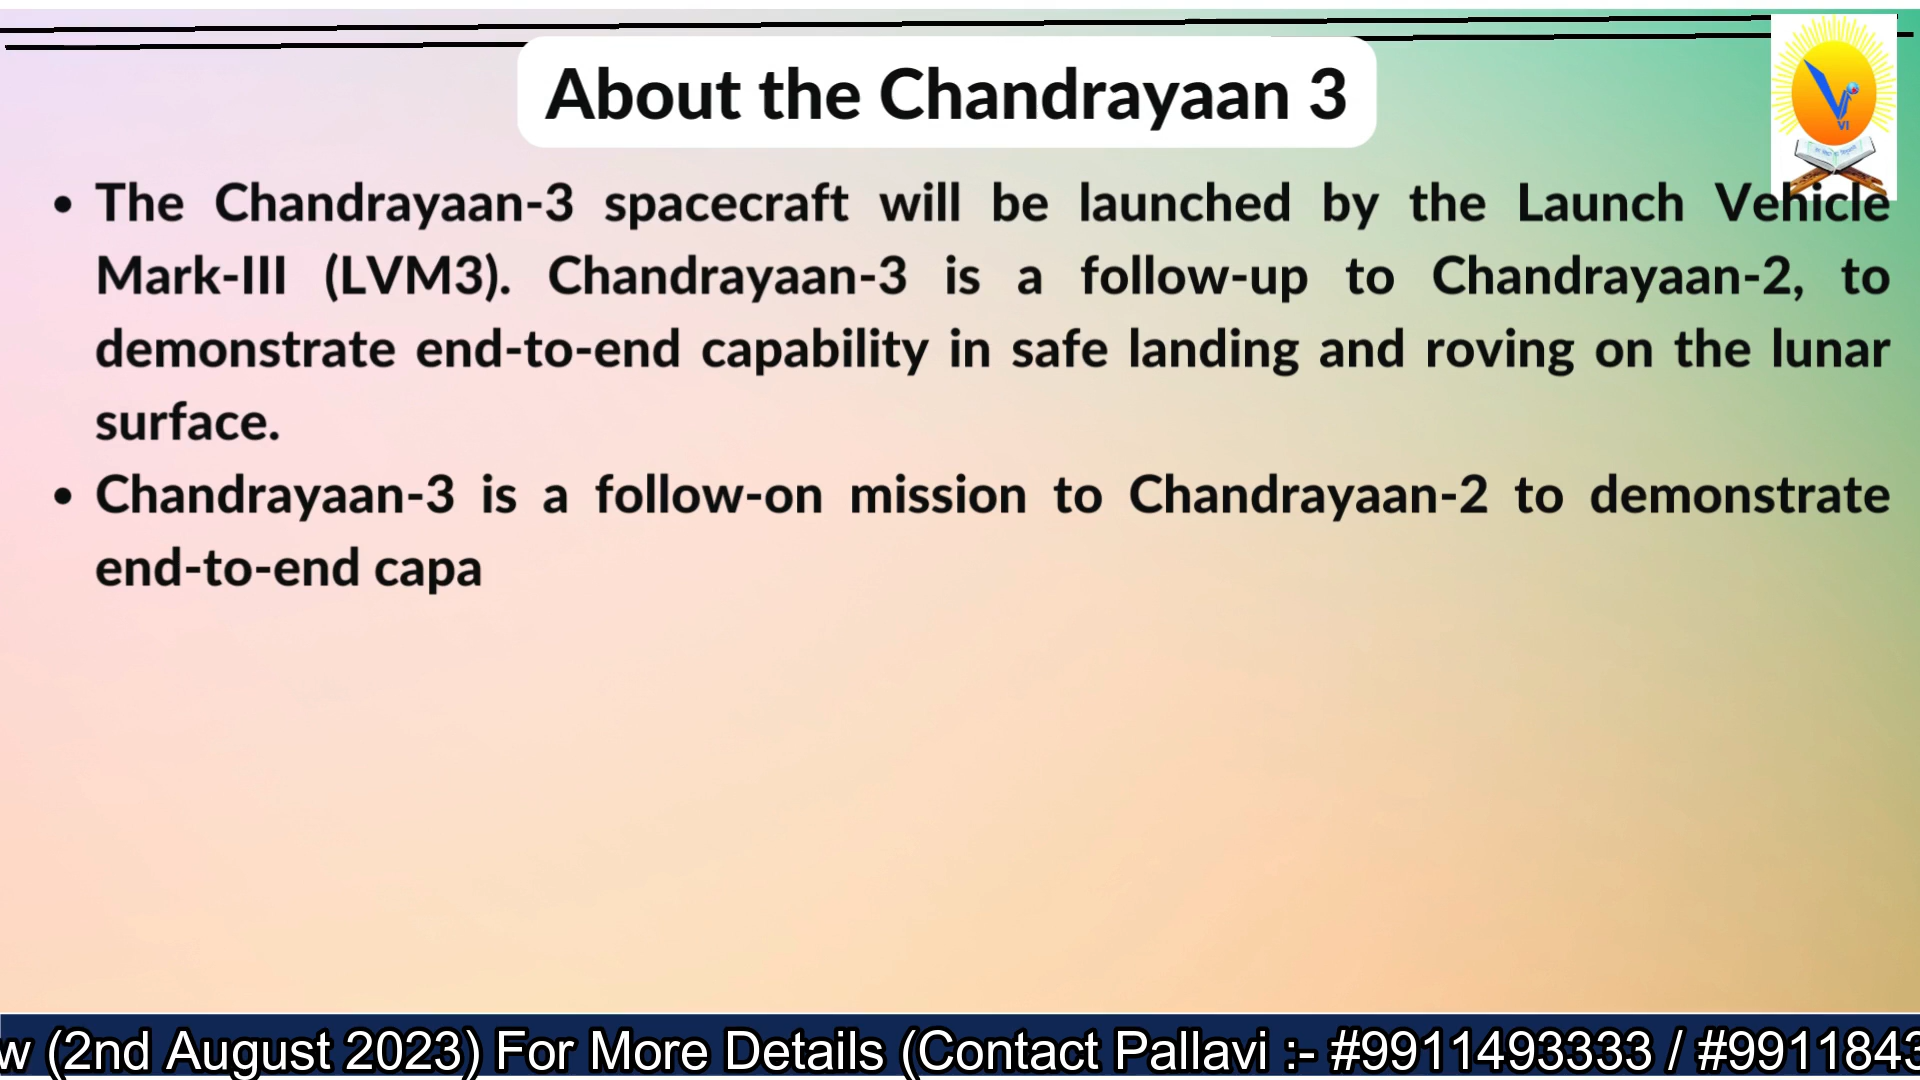 About the Chandrayaan 3
VI
• The Chandrayaan-3 spacecraft will be launched by the Launch Vehicle
Mark-III (LVM3). Chandrayaan-3 is a follow-up to Chandrayaan-2, to
demonstrate end-to-end capability in safe landing and roving on the lunar
surface.
• Chandrayaan-3 is a follow-on mission to Chandrayaan-2 to demonstrate
end-to-end capa
w (2nd August 2023) For More Details (Contact Pallavi :- #9911493333 / #9911843